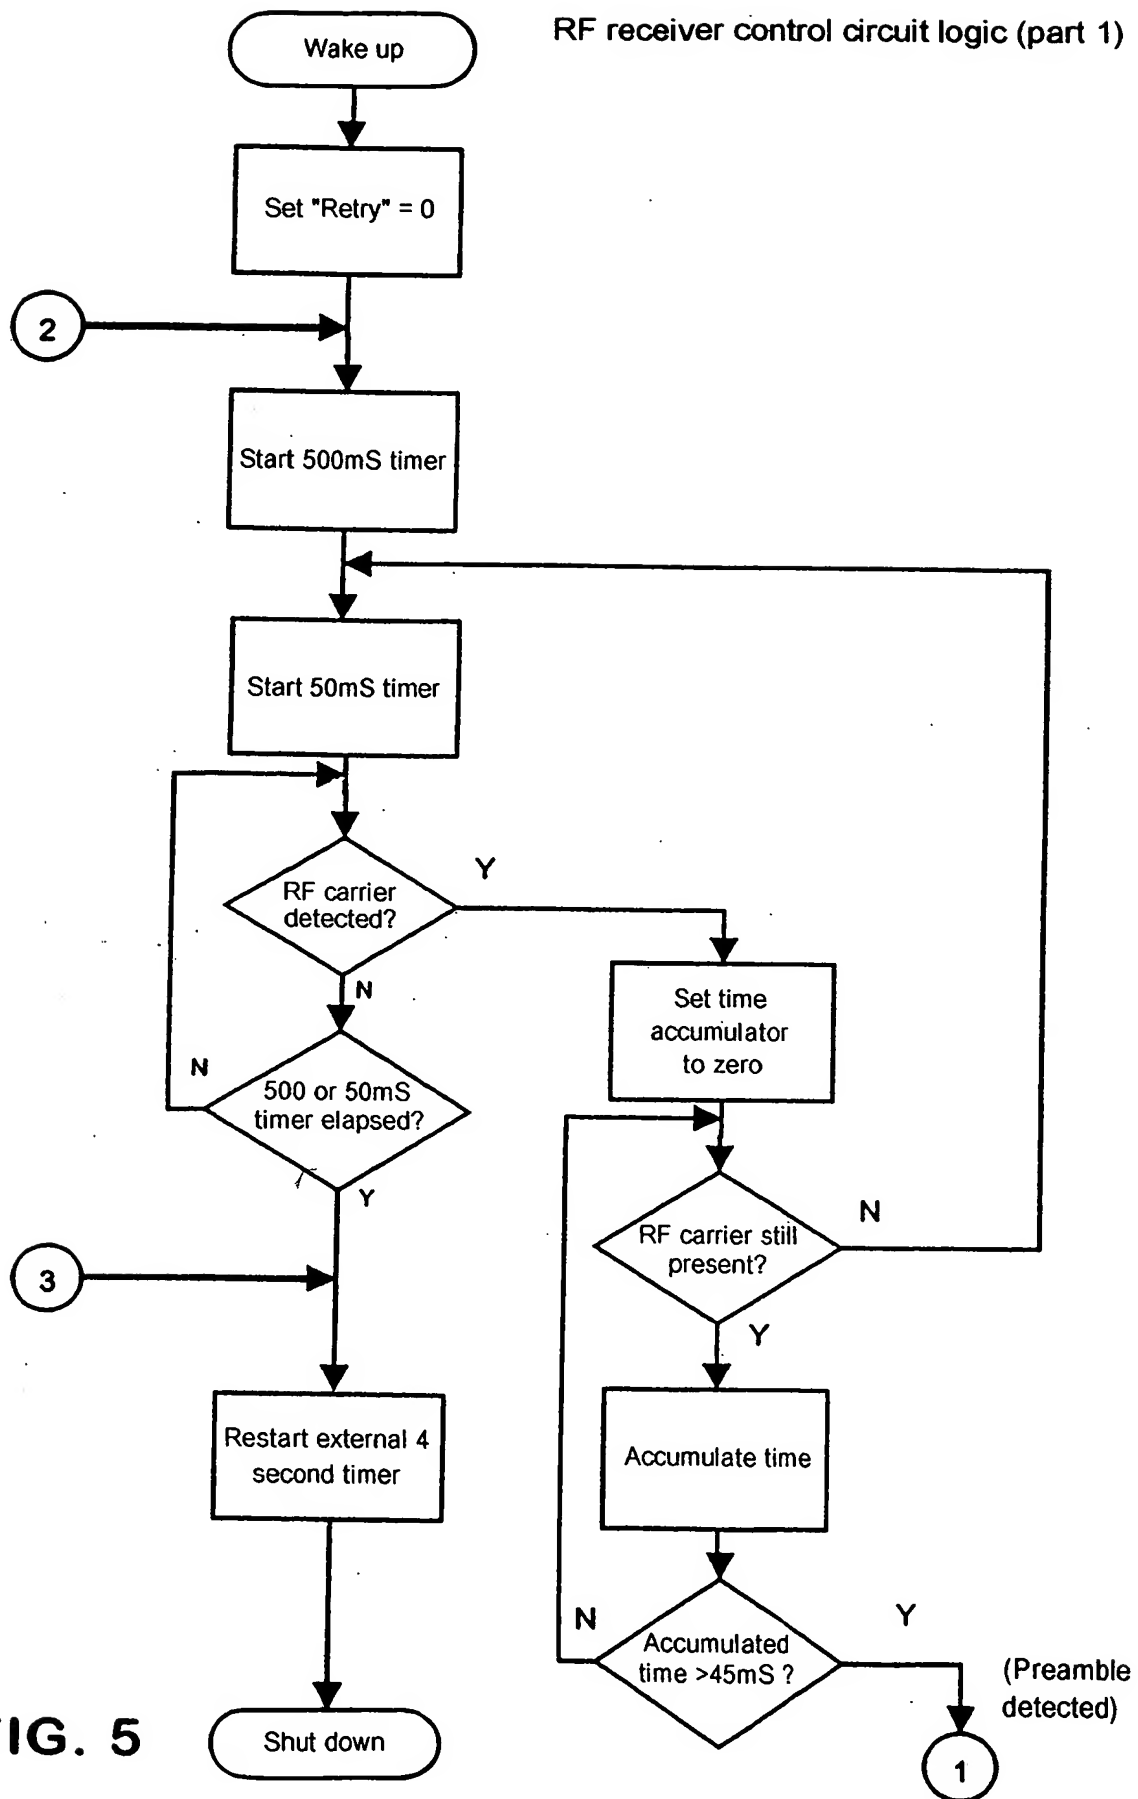 RF receiver control circuit logic (part 1)
Wake up
Set "Retry" = 0
2
Start 500mS timer
Start 50mS timer
RF carrier
detected?
Y
N
Set time
accumulator
to zero
500 or 50mS
timer elapsed?
N
Y
RF carrier still
present?
N
Y
3
Restart external 4
second timer
Accumulate time
Accumulated
time >45mS ?
N
Y
(Preamble
detected)
1
Shut down
IG. 5